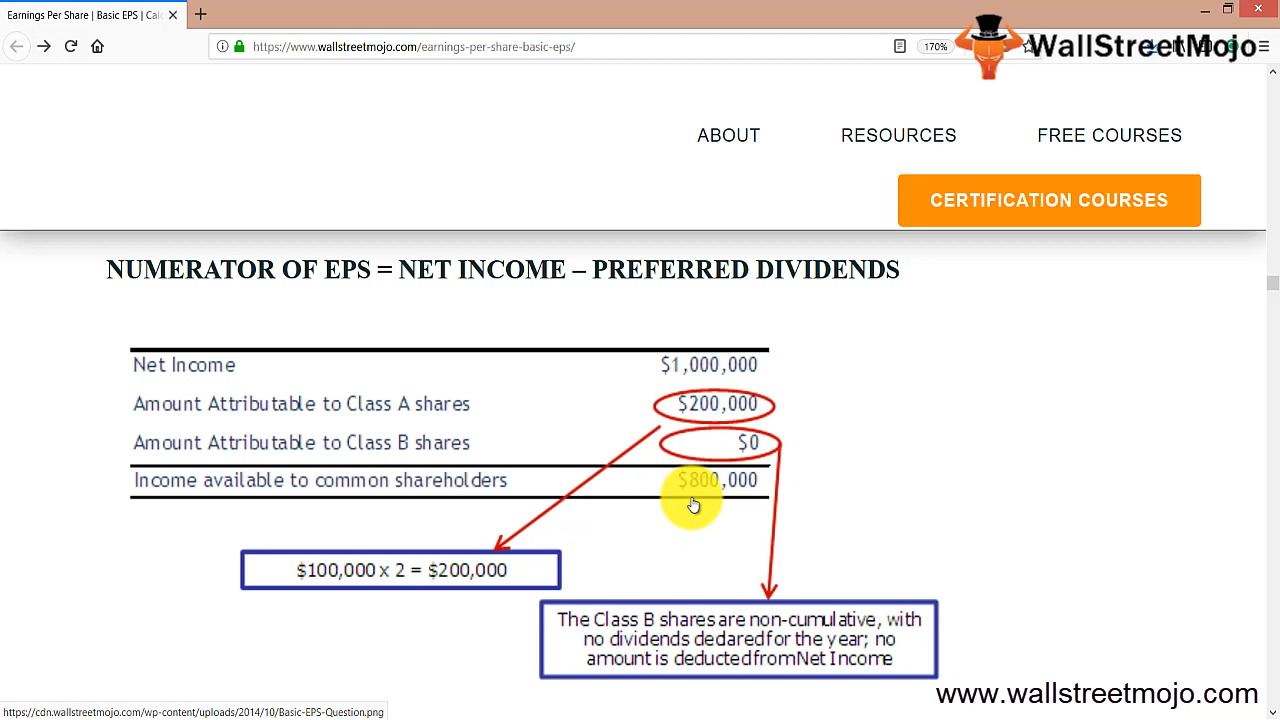 Earnings Per Share | Basic EPS |
https://www.wallstreetmojo.com/earnings-per-share-basic-eps/
170%
WallStreetMojo
ABOUT RESOURCES FREE COURSES
CERTIFICATION COURSES
NUMERATOR OF EPS = NET INCOME – PREFERRED DIVIDENDS
Net Income $1,000,000
Amount Attributable to Class A shares $200,000
Amount Attributable to Class B shares $0
Income available to common shareholders $800,000
$100,000 x 2 = $200,000
The Class B shares are non-cumulative, with
no dividends declared for the year; no
amount is deducted from Net Income
www.wallstreetmojo.com
https://cdn.wallstreetmojo.com/wp-content/uploads/2014/10/Basic-EPS-Question.png